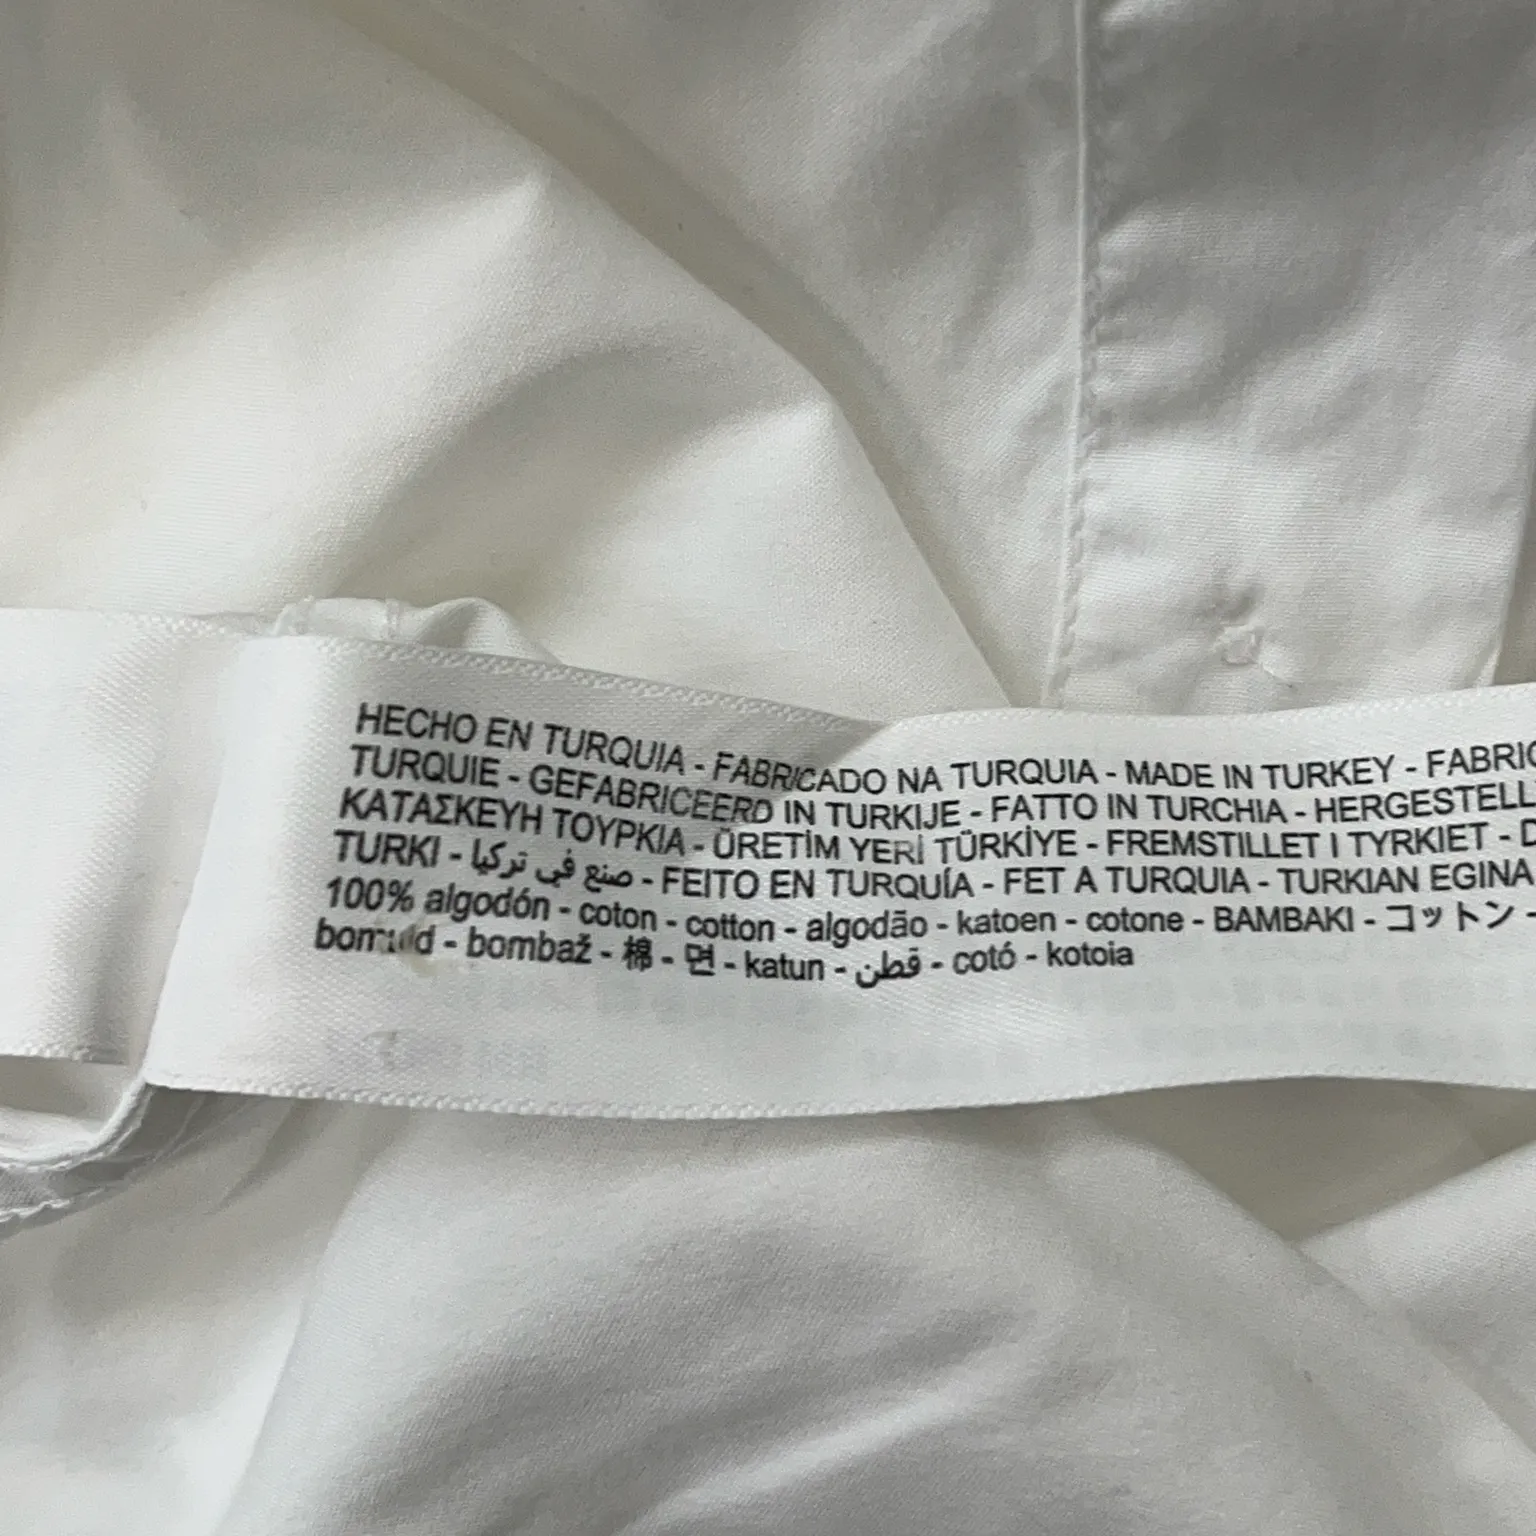 HECHO EN TURQUIA - FABRICADO NA TURQUIA - MADE IN TURKEY - FABRIC
TURQUIE - GEFABRICEERD IN TURKIJE - FATTO IN TURCHIA - HERGESTELL
ΚΑΤΑΣΚΕΥΗ ΤΟΥΡΚΙΑ - ÜRETİM YERİ TÜRKİYE - FREMSTILLET I TYRKIET - D
TURKI - صنع في تركيا - FEITO EN TURQUÍA - FET A TURQUIA - TURKIAN EGINA
100% algodón - coton - cotton - algodão - katoen - cotone - ΒΑΜΒΑΚΙ - コットン -
- bombaž - 棉 - 면 - katun - قطن - cotó - kotoia